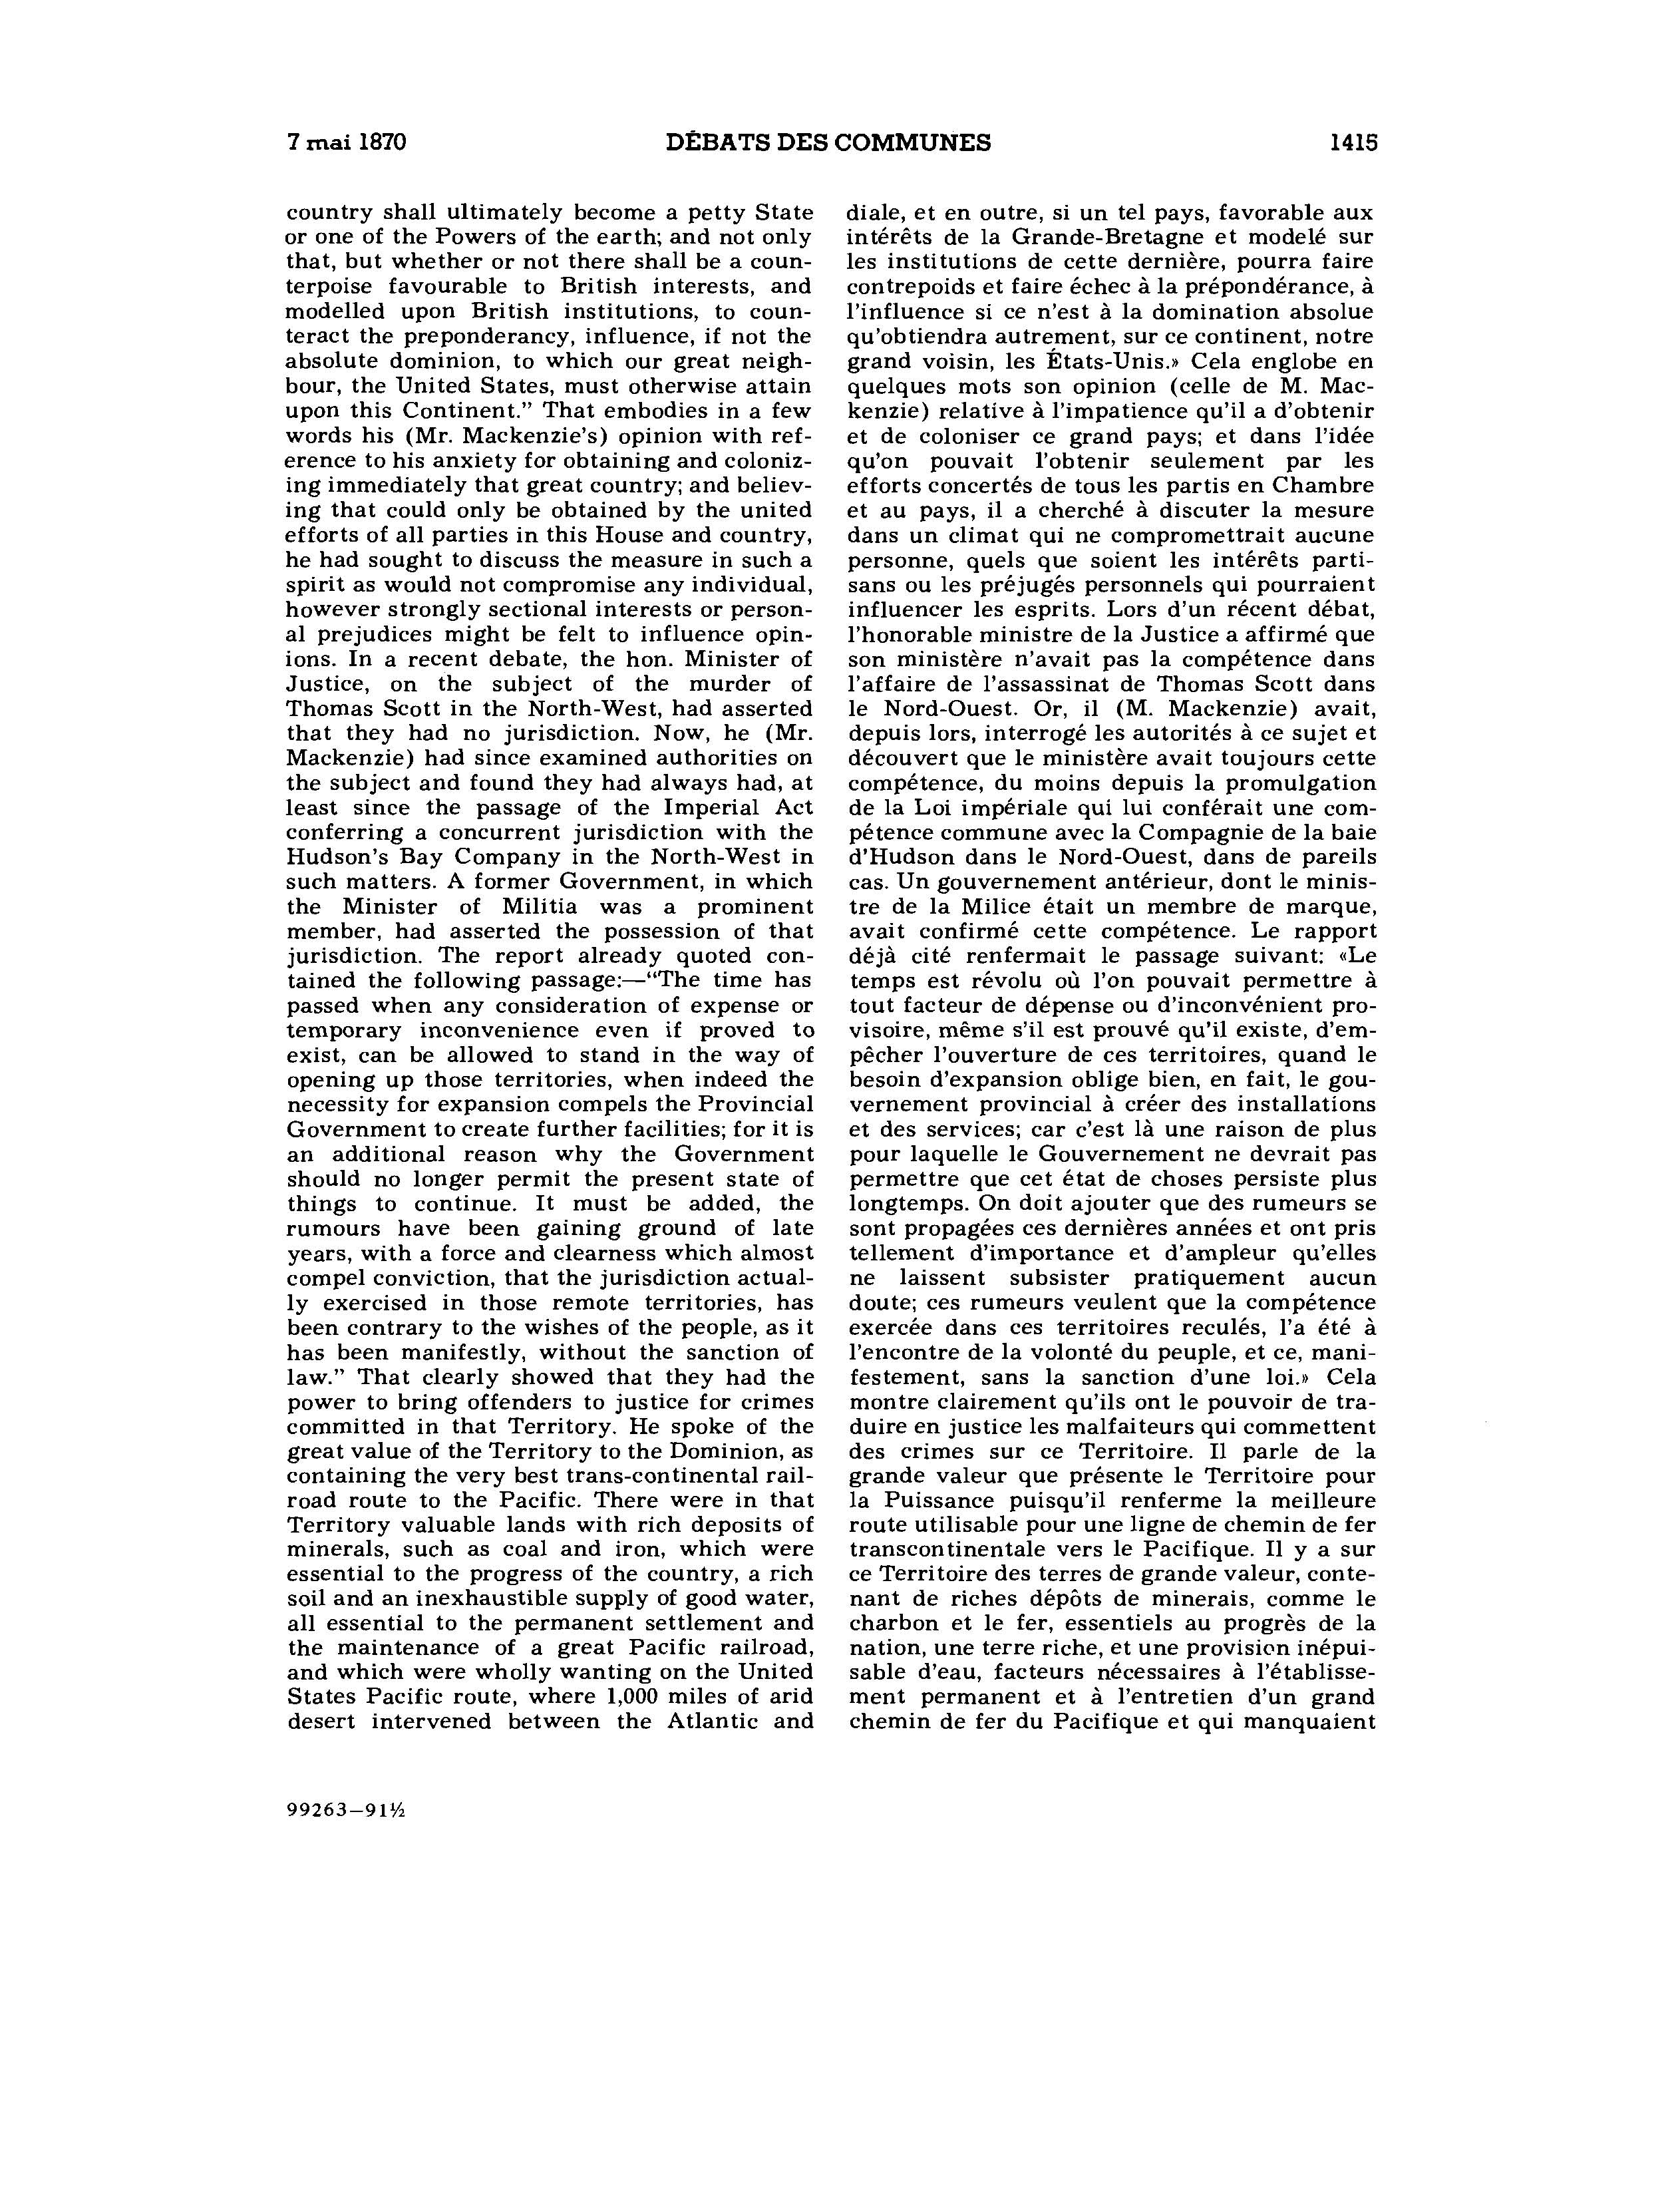 7 mai 1870
DÉBATS DES COMMUNES
1415
country shall ultimately become a petty State
or one of the Powers of the earth; and not only
that, but whether or not there shall be a coun-
terpoise favourable to British interests, and
modelled upon British institutions, to coun-
teract the preponderancy, influence, if not the
absolute dominion, to which our great neigh-
bour, the United States, must otherwise attain
upon this Continent.” That embodies in a few
words his (Mr. Mackenzie’s) opinion with ref-
erence to his anxiety for obtaining and coloniz-
ing immediately that great country; and believ-
ing that could only be obtained by the united
efforts of all parties in this House and country,
he had sought to discuss the measure in such a
spirit as would not compromise any individual,
however strongly sectional interests or person-
al prejudices might be felt to influence opin-
ions. In a recent debate, the hon. Minister of
Justice, on the subject of the murder of
Thomas Scott in the North-West, had asserted
that they had no jurisdiction. Now, he (Mr.
Mackenzie) had since examined authorities on
the subject and found they had always had, at
least since the passage of the Imperial Act
conferring a concurrent jurisdiction with the
Hudson’s Bay Company in the North-West in
such matters. A former Government, in which
the Minister of Militia was a prominent
member, had asserted the possession of that
jurisdiction. The report already quoted con-
tained the following passage:—“The time has
passed when any consideration of expense or
temporary inconvenience even if proved to
exist, can be allowed to stand in the way of
opening up those territories, when indeed the
necessity for expansion compels the Provincial
Government to create further facilities; for it is
an additional reason why the Government
should no longer permit the present state of
things to continue. It must be added, the
rumours have been gaining ground of late
years, with a force and clearness which almost
compel conviction, that the jurisdiction actual-
ly exercised in those remote territories, has
been contrary to the wishes of the people, as it
has been manifestly, without the sanction of
law.” That clearly showed that they had the
power to bring offenders to justice for crimes
committed in that Territory. He spoke of the
great value of the Territory to the Dominion, as
containing the very best trans-continental rail-
road route to the Pacific. There were in that
Territory valuable lands with rich deposits of
minerals, such as coal and iron, which were
essential to the progress of the country, a rich
soil and an inexhaustible supply of good water,
all essential to the permanent settlement and
the maintenance of a great Pacific railroad,
and which were wholly wanting on the United
States Pacific route, where 1,000 miles of arid
desert intervened between the Atlantic and
diale, et en outre, si un tel pays, favorable aux
intérêts de la Grande-Bretagne et modelé sur
les institutions de cette dernière, pourra faire
contrepoids et faire échec à la prépondérance, à
l’influence si ce n’est à la domination absolue
qu’obtiendra autrement, sur ce continent, notre
grand voisin, les États-Unis.» Cela englobe en
quelques mots son opinion (celle de M. Mac-
kenzie) relative à l’impatience qu’il a d’obtenir
et de coloniser ce grand pays; et dans l’idée
qu’on pouvait l’obtenir seulement par les
efforts concertés de tous les partis en Chambre
et au pays, il a cherché à discuter la mesure
dans un climat qui ne compromettrait aucune
personne, quels que soient les intérêts parti-
sans ou les préjugés personnels qui pourraient
influencer les esprits. Lors d’un récent débat,
l’honorable ministre de la Justice a affirmé que
son ministère n’avait pas la compétence dans
l’affaire de l’assassinat de Thomas Scott dans
le Nord-Ouest. Or, il (M. Mackenzie) avait,
depuis lors, interrogé les autorités à ce sujet et
découvert que le ministère avait toujours cette
compétence, du moins depuis la promulgation
de la Loi impériale qui lui conférait une com-
pétence commune avec la Compagnie de la baie
d’Hudson dans le Nord-Ouest, dans de pareils
cas. Un gouvernement antérieur, dont le minis-
tre de la Milice était un membre de marque,
avait confirmé cette compétence. Le rapport
déjà cité renfermait le passage suivant: «Le
temps est révolu où l’on pouvait permettre à
tout facteur de dépense ou d’inconvénient pro-
visoire, même s’il est prouvé qu’il existe, d’em-
pêcher l’ouverture de ces territoires, quand le
besoin d’expansion oblige bien, en fait, le gou-
vernement provincial à créer des installations
et des services; car c’est là une raison de plus
pour laquelle le Gouvernement ne devrait pas
permettre que cet état de choses persiste plus
longtemps. On doit ajouter que des rumeurs se
sont propagées ces dernières années et ont pris
tellement d’importance et d’ampleur qu’elles
ne laissent subsister pratiquement aucun
doute; ces rumeurs veulent que la compétence
exercée dans ces territoires reculés, l’a été à
l’encontre de la volonté du peuple, et ce, mani-
festement, sans la sanction d’une loi.» Cela
montre clairement qu’ils ont le pouvoir de tra-
duire en justice les malfaiteurs qui commettent
des crimes sur ce Territoire. Il parle de la
grande valeur que présente le Territoire pour
la Puissance puisqu’il renferme la meilleure
route utilisable pour une ligne de chemin de fer
transcontinentale vers le Pacifique. Il y a sur
ce Territoire des terres de grande valeur, conte-
nant de riches dépôts de minerais, comme le
charbon et le fer, essentiels au progrès de la
nation, une terre riche, et une provision inépui-
sable d’eau, facteurs nécessaires à l’établisse-
ment permanent et à l’entretien d’un grand
chemin de fer du Pacifique et qui manquaient
99263—91½